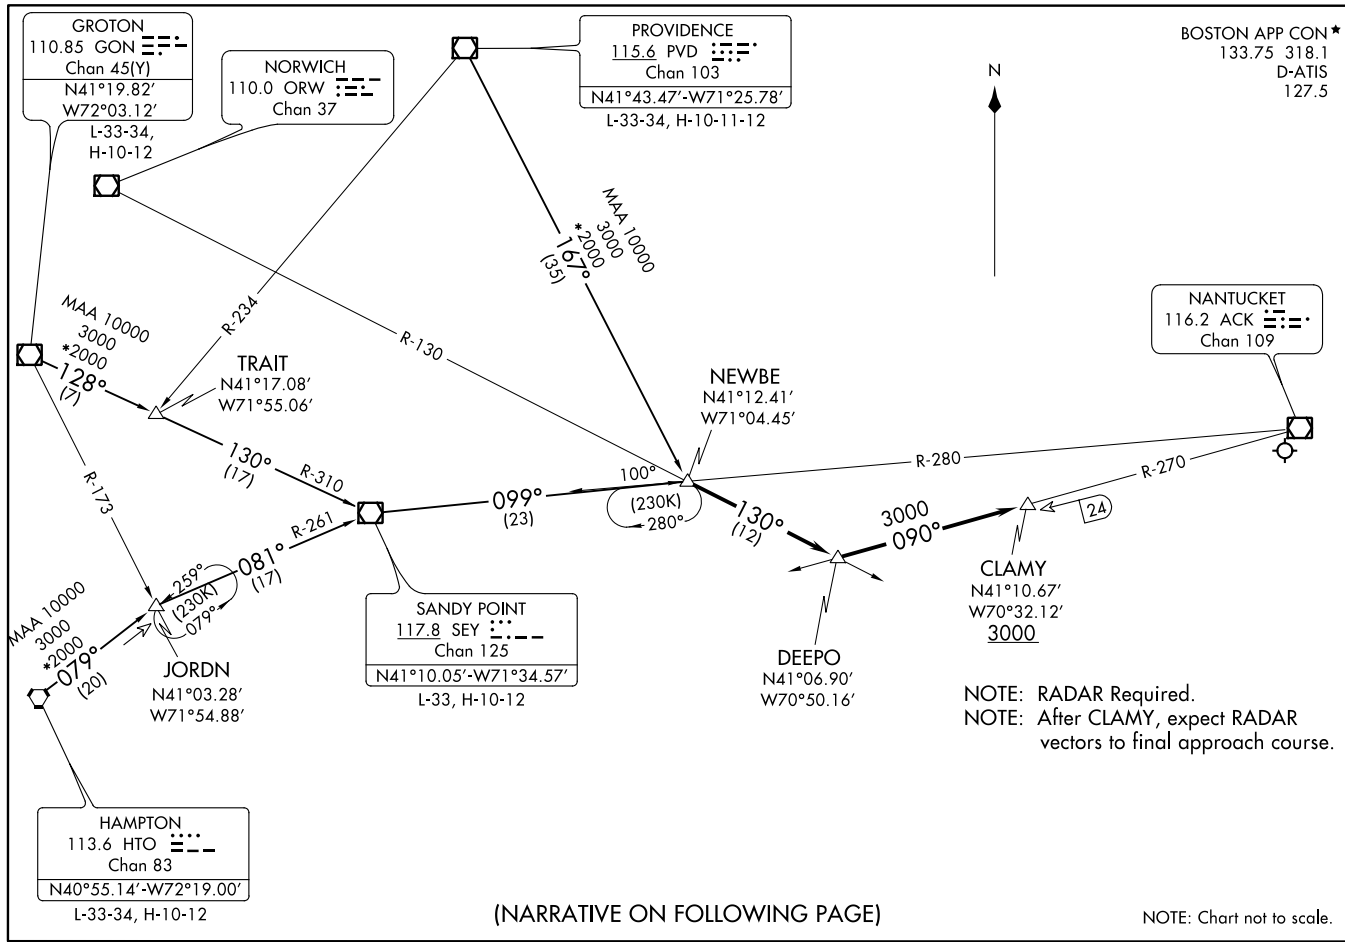 GROTON
110.85 GON
Chan 45(Y)
N41°19.82'
W72°03.12'
L-33-34,
H-10-12
NORWICH
110.0 ORW
Chan 37
PROVIDENCE
115.6 PVD
Chan 103
N41°43.47'-W71°25.78'
L-33-34, H-10-11-12
BOSTON APP CON★
133.75 318.1
D-ATIS
127.5
N
MAA 10000
3000
*2000
167°
(35)
R-234
R-130
MAA 10000
3000
*2000
128°
(7)
TRAIT
N41°17.08'
W71°55.06'
NEWBE
N41°12.41'
W71°04.45'
NANTUCKET
116.2 ACK
Chan 109
R-173
130°
(17)
R-310
099°
(23)
100°
(230K)
280°
R-280
R-270
24
130°
(12)
3000
090°
R-261
081°
(17)
259°
(230K)
079°
MAA 10000
3000
*2000
079°
(20)
JORDN
N41°03.28'
W71°54.88'
SANDY POINT
117.8 SEY
Chan 125
N41°10.05'-W71°34.57'
L-33, H-10-12
CLAMY
N41°10.67'
W70°32.12'
3000
DEEPO
N41°06.90'
W70°50.16'
NOTE: RADAR Required.
NOTE: After CLAMY, expect RADAR
vectors to final approach course.
HAMPTON
113.6 HTO
Chan 83
N40°55.14'-W72°19.00'
L-33-34, H-10-12
(NARRATIVE ON FOLLOWING PAGE)
NOTE: Chart not to scale.